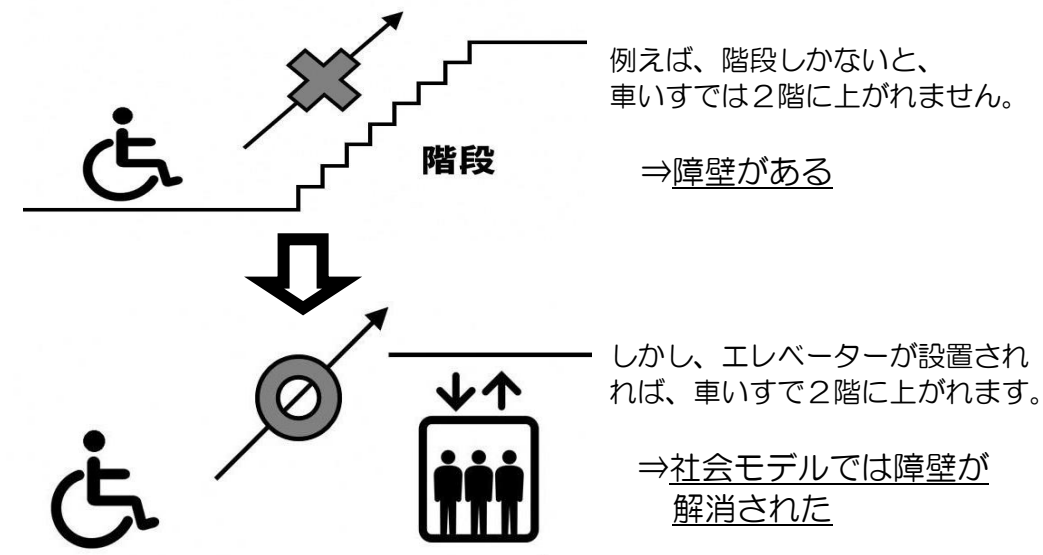 例えば、階段しかないと、
車いすでは２階に上がれません。
階段
⇒障壁がある
しかし、エレベーターが設置され
れば、車いすで２階に上がれます。
⇒社会モデルでは障壁が
解消された